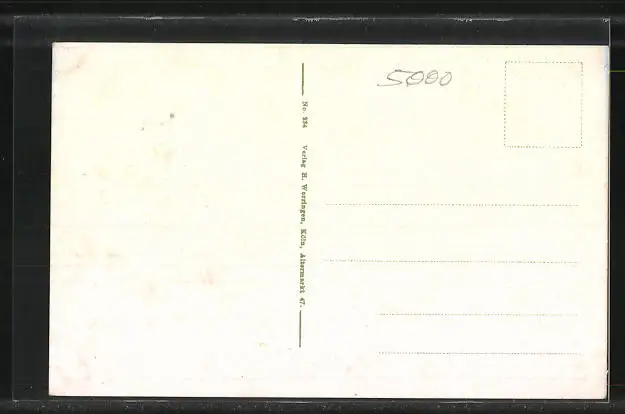 5000
No. 234 Verlag H. Worringen, Köln, Altermarkt 47.